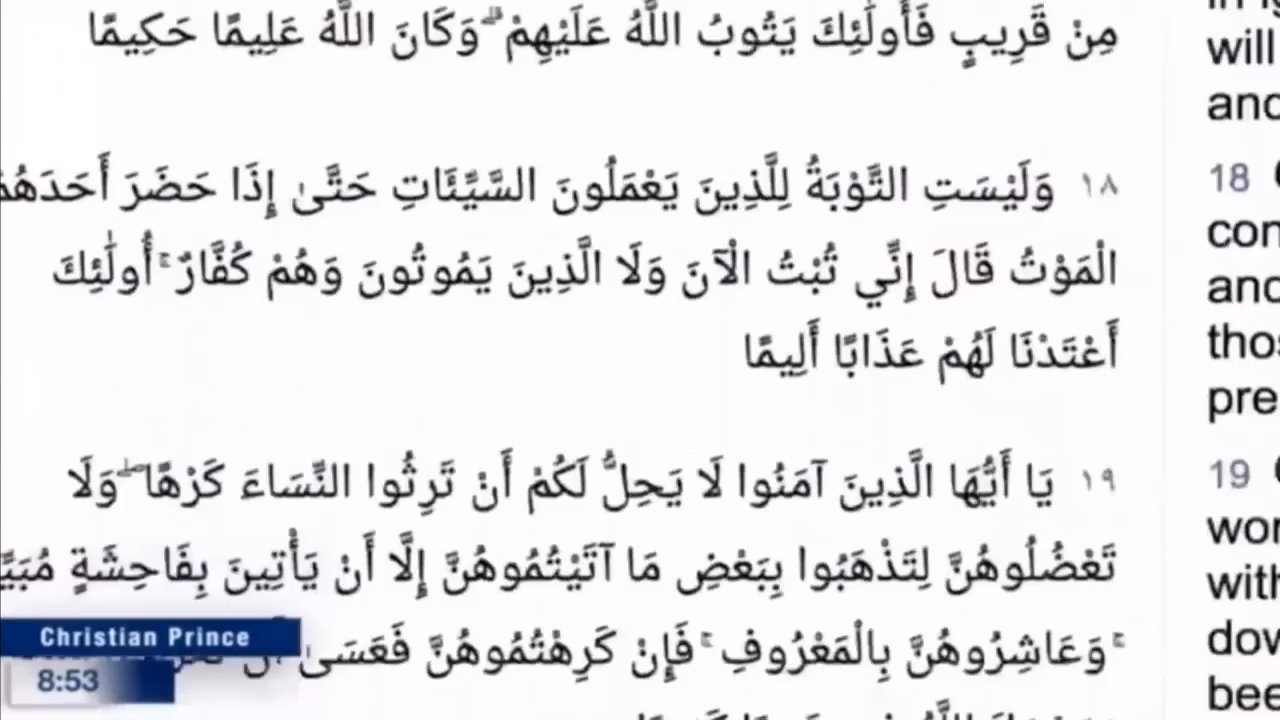 مِنْ قَرِيبٍ فَأُولَٰئِكَ يَتُوبُ اللَّهُ عَلَيْهِمْ ۗ وَكَانَ اللَّهُ عَلِيمًا حَكِيمًا
١٨ وَلَيْسَتِ التَّوْبَةُ لِلَّذِينَ يَعْمَلُونَ السَّيِّئَاتِ حَتَّىٰ إِذَا حَضَرَ أَحَدَهُمُ
الْمَوْتُ قَالَ إِنِّي تُبْتُ الْآنَ وَلَا الَّذِينَ يَمُوتُونَ وَهُمْ كُفَّارٌ ۚ أُولَٰئِكَ
أَعْتَدْنَا لَهُمْ عَذَابًا أَلِيمًا
١٩ يَا أَيُّهَا الَّذِينَ آمَنُوا لَا يَحِلُّ لَكُمْ أَنْ تَرِثُوا النِّسَاءَ كَرْهًا ۖ وَلَا
تَعْضُلُوهُنَّ لِتَذْهَبُوا بِبَعْضِ مَا آتَيْتُمُوهُنَّ إِلَّا أَنْ يَأْتِينَ بِفَاحِشَةٍ
ۚ وَعَاشِرُوهُنَّ بِالْمَعْرُوفِ ۚ فَإِنْ كَرِهْتُمُوهُنَّ فَعَسَىٰ
will
and
18
con
and
thos
pre
19
wor
with
dov
bee
Christian Prince
8:53